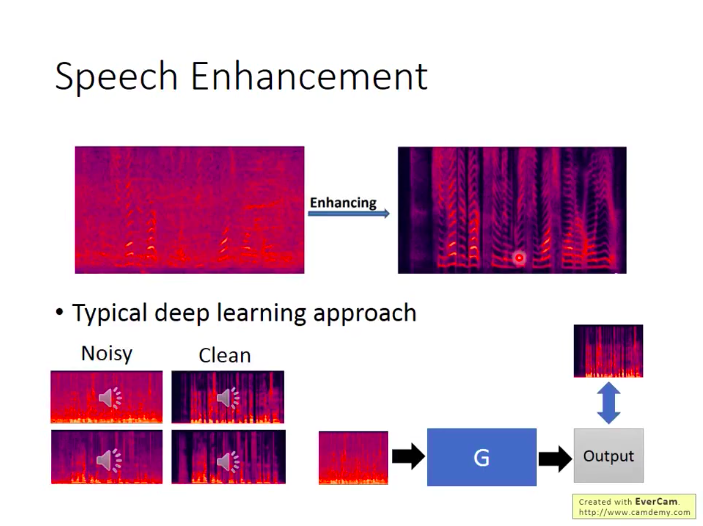 Speech Enhancement
Enhancing
• Typical deep learning approach
Noisy
Clean
G
Output
Created with EverCam.
http://www.camdemy.com